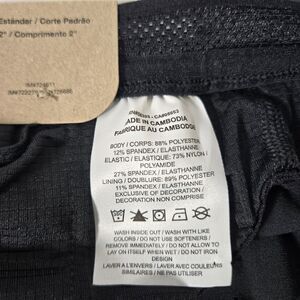 Estándar / Corte Padrão
2" / Comprimento 2"
MADE IN CAMBODIA
FABRIQUÉ AU CAMBODGE
BODY / CORPS: 88% POLYESTER
12% SPANDEX / ELASTHANNE
ELASTIC / ÉLASTIQUE: 73% NYLON /
POLYAMIDE
27% SPANDEX / ELASTHANNE
LINING / DOUBLURE: 89% POLYESTER
11% SPANDEX / ELASTHANNE
EXCLUSIVE OF DECORATION /
DECORATION NON INCLUSE
WASH INSIDE OUT / WASH WITH LIKE
COLORS / DO NOT USE SOFTENERS /
REMOVE IMMEDIATELY / DO NOT ALLOW TO
LAY ON ITSELF WHEN WET / DO NOT IRON
DECORATION
LAVER À L'ENVERS / LAVER AVEC COULEURS
SIMILAIRES / NE PAS UTILISER